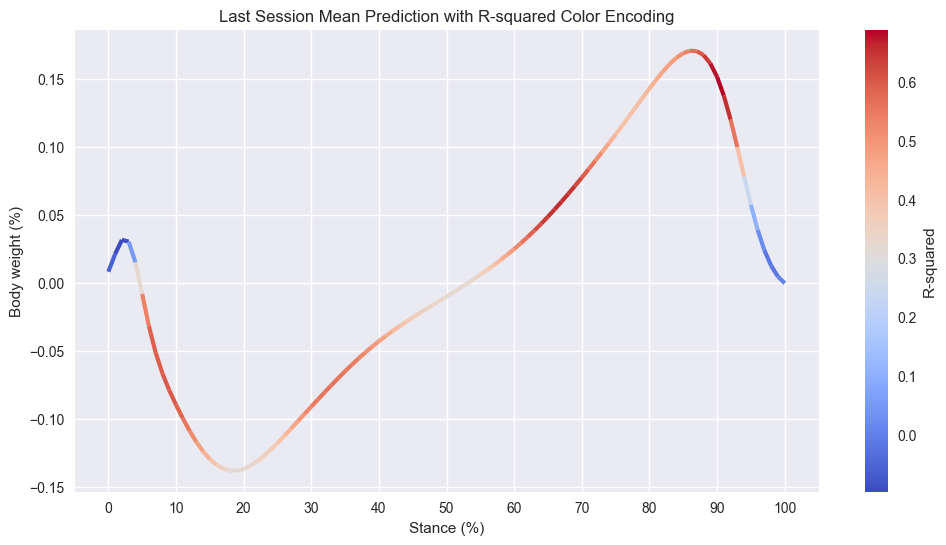 Last Session Mean Prediction with R-squared Color Encoding
Body weight (%)
0.15
0.10
0.05
0.00
−0.05
−0.10
−0.15
0 10 20 30 40 50 60 70 80 90 100
Stance (%)
0.6
0.5
0.4
0.3
0.2
0.1
0.0
R-squared